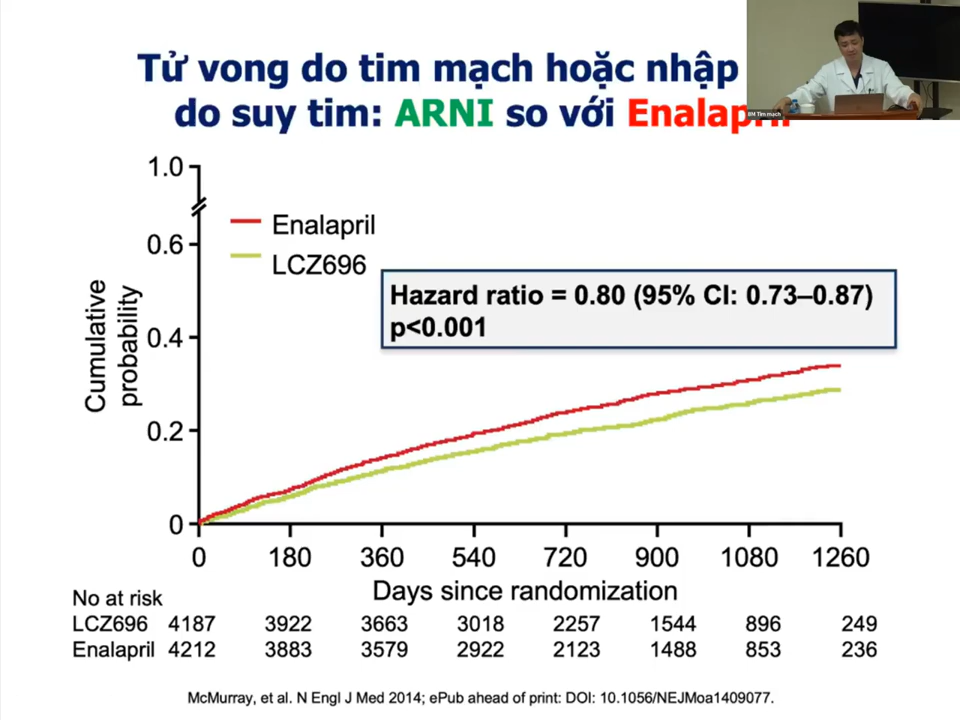 Tử vong do tim mạch hoặc nhập
do suy tim: ARNI so với Enalapril
BM Tim mạch
1.0
0.6
0.4
0.2
0
Cumulative
probability
Enalapril
LCZ696
Hazard ratio = 0.80 (95% CI: 0.73–0.87)
p<0.001
0 180 360 540 720 900 1080 1260
Days since randomization
No at risk
LCZ696 4187 3922 3663 3018 2257 1544 896 249
Enalapril 4212 3883 3579 2922 2123 1488 853 236
McMurray, et al. N Engl J Med 2014; ePub ahead of print: DOI: 10.1056/NEJMoa1409077.